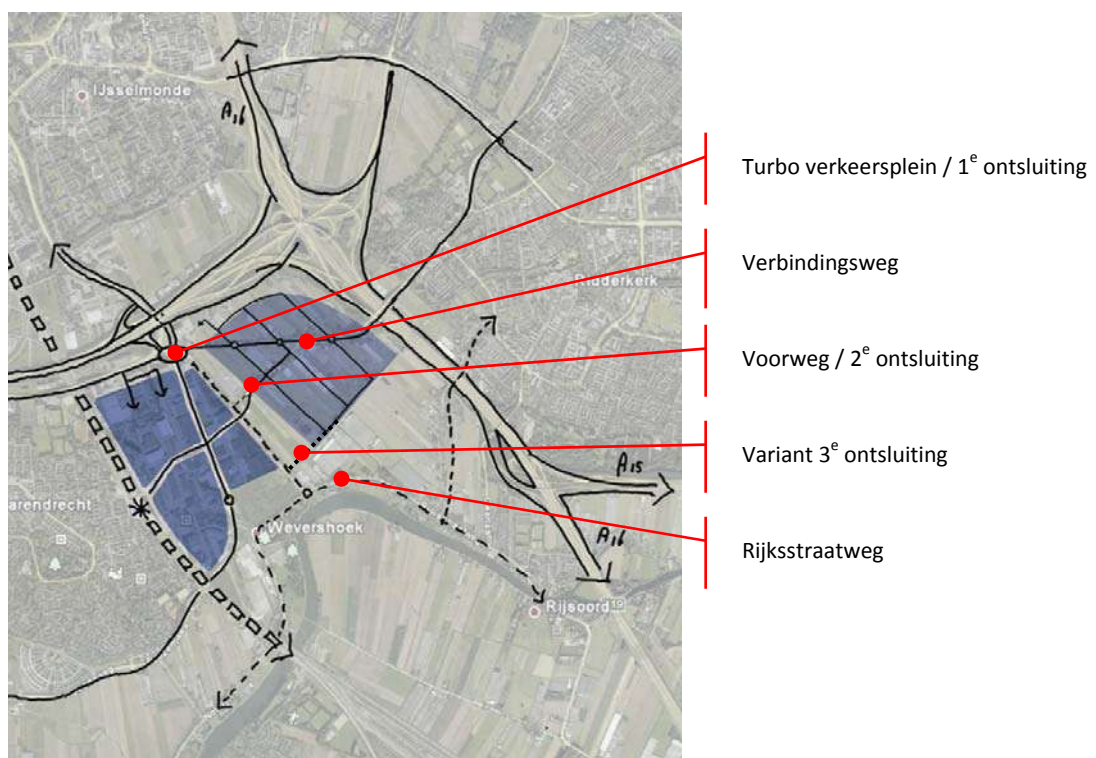 IJsselmonde
A16
Turbo verkeersplein / 1e ontsluiting
Verbindingsweg
Ridderkerk
Voorweg / 2e ontsluiting
Variant 3e ontsluiting
A15
arendrecht
Wevershoek
A16
Rijksstraatweg
Rijsoord
19